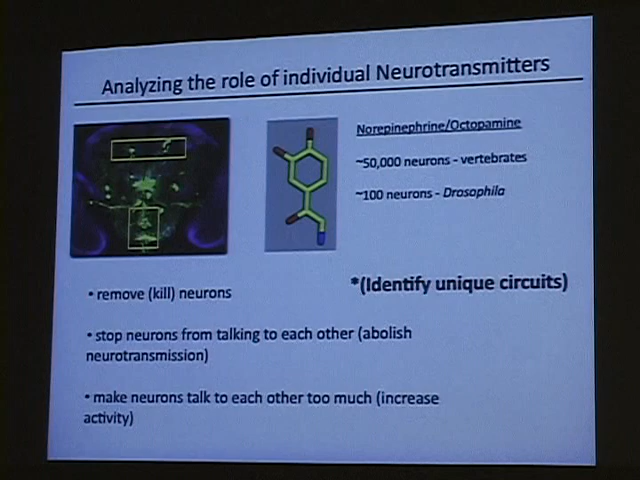 Analyzing the role of individual Neurotransmitters
Norepinephrine/Octopamine
~50,000 neurons - vertebrates
~100 neurons - Drosophila
*(Identify unique circuits)
• remove (kill) neurons
• stop neurons from talking to each other (abolish
neurotransmission)
• make neurons talk to each other too much (increase
activity)